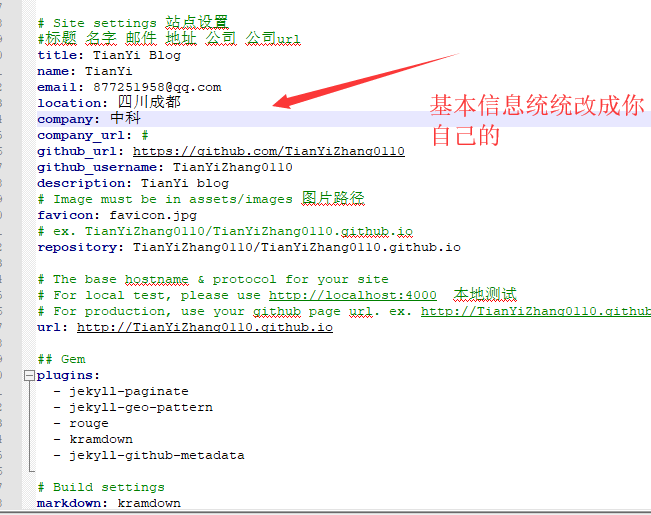 # Site settings 站点设置
#标题 名字 邮件 地址 公司 公司url
title: TianYi Blog
name: TianYi
email: 877251958@qq.com
location: 四川成都
company: 中科
company_url: #
github_url: https://github.com/TianYiZhang0110
github_username: TianYiZhang0110
description: TianYi blog
# Image must be in assets/images 图片路径
favicon: favicon.jpg
# ex. TianYiZhang0110/TianYiZhang0110.github.io
repository: TianYiZhang0110/TianYiZhang0110.github.io
# The base hostname & protocol for your site
# For local test, please use http://localhost:4000 本地测试
# For production, use your github page url. ex. http://TianYiZhang0110.github
url: http://TianYiZhang0110.github.io
## Gem
plugins:
- jekyll-paginate
- jekyll-geo-pattern
- rouge
- kramdown
- jekyll-github-metadata
# Build settings
markdown: kramdown
基本信息统统改成你
自己的